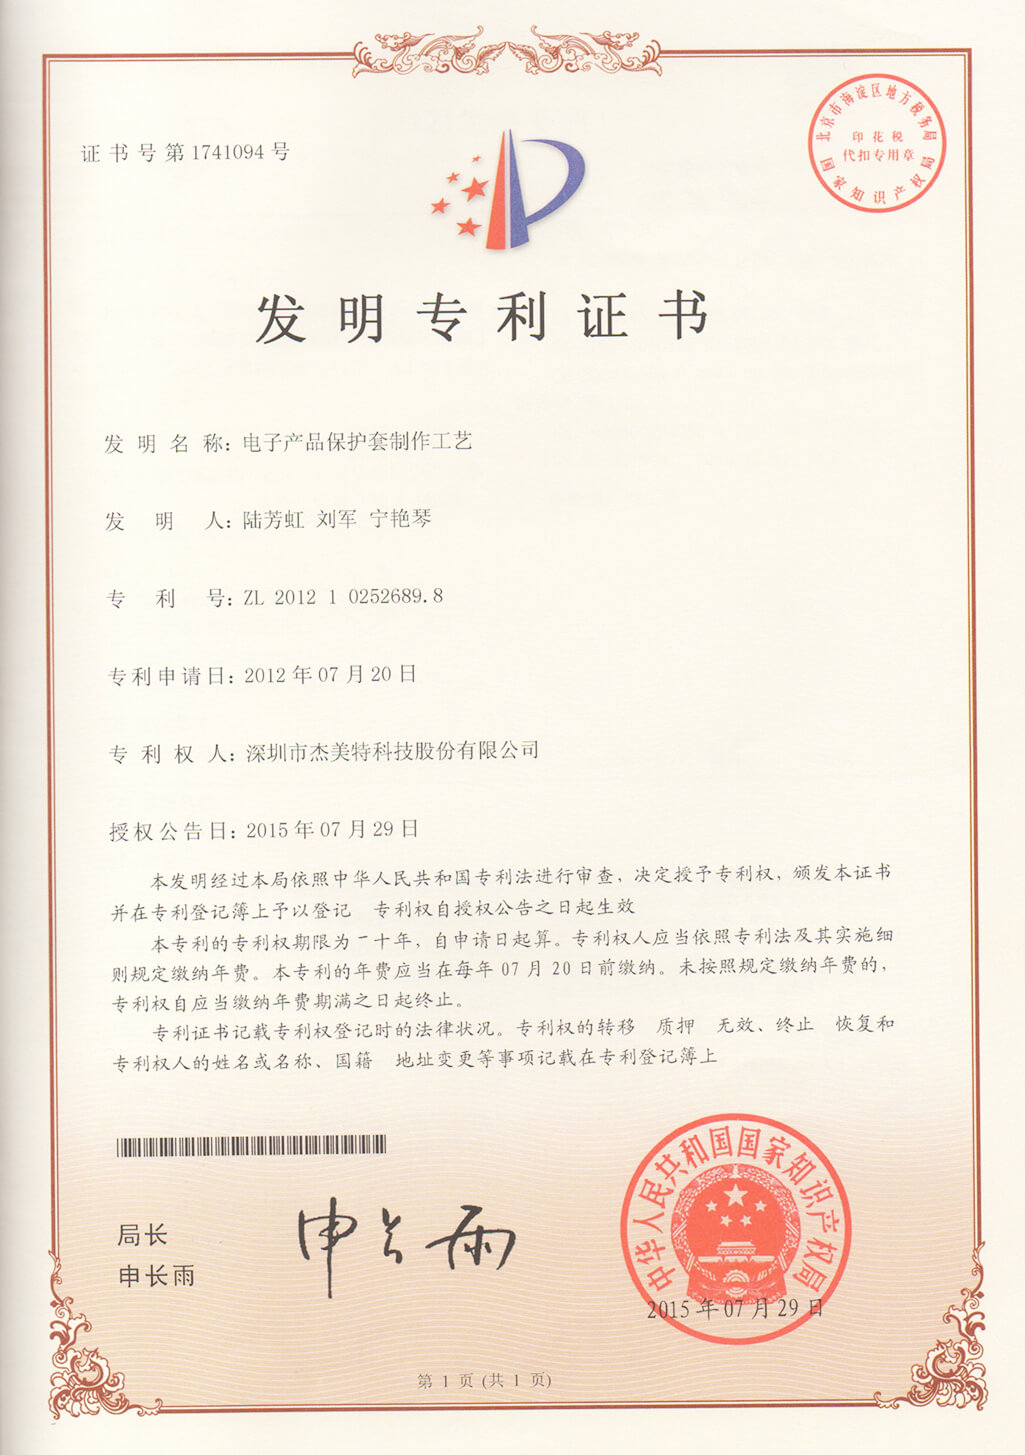 证书号第1741094号
北京市海淀区地方税务局
印花税
代扣专用章
国家知识产权局
发明专利证书
发明名称：电子产品保护套制作工艺
发明人：陆芳虹 刘军 宁艳琴
专利号：ZL 2012 1 0252689.8
专利申请日：2012年07月20日
专利权人：深圳市杰美特科技股份有限公司
授权公告日：2015年07月29日
本发明经过本局依照中华人民共和国专利法进行审查，决定授予专利权，颁发本证书
并在专利登记簿上予以登记 专利权自授权公告之日起生效
本专利的专利权期限为二十年，自申请日起算。专利权人应当依照专利法及其实施细
则规定缴纳年费。本专利的年费应当在每年07月20日前缴纳。未按照规定缴纳年费的，
专利权自应当缴纳年费期满之日起终止。
专利证书记载专利权登记时的法律状况。专利权的转移 质押 无效、终止 恢复和
专利权人的姓名或名称、国籍 地址变更等事项记载在专利登记簿上
局长
申长雨
申长雨
中华人民共和国国家知识产权局
2015年07月29日
第 1 页 (共 1 页)